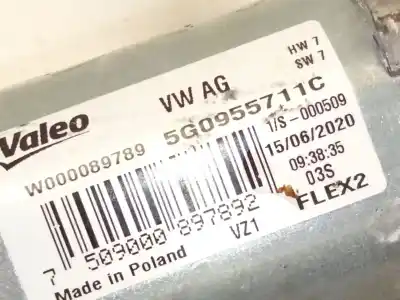 Valeo
VW AG
HW 7
SW 7
W000089789
5G0955711C
1/S-000509
15/06/2020
09:38:35
03S
FLEX2
7 509000 897892
VZ1
Made in Poland